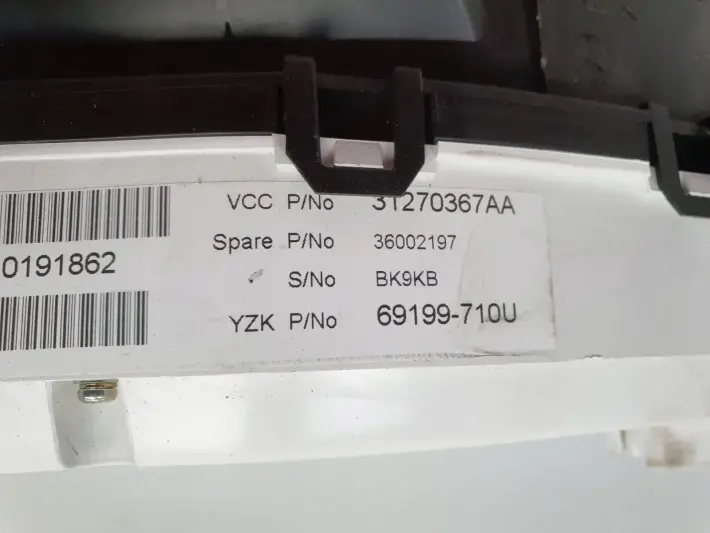 VCC P/No 31270367AA
Spare P/No 36002197
0191862
S/No BK9KB
YZK P/No 69199-710U